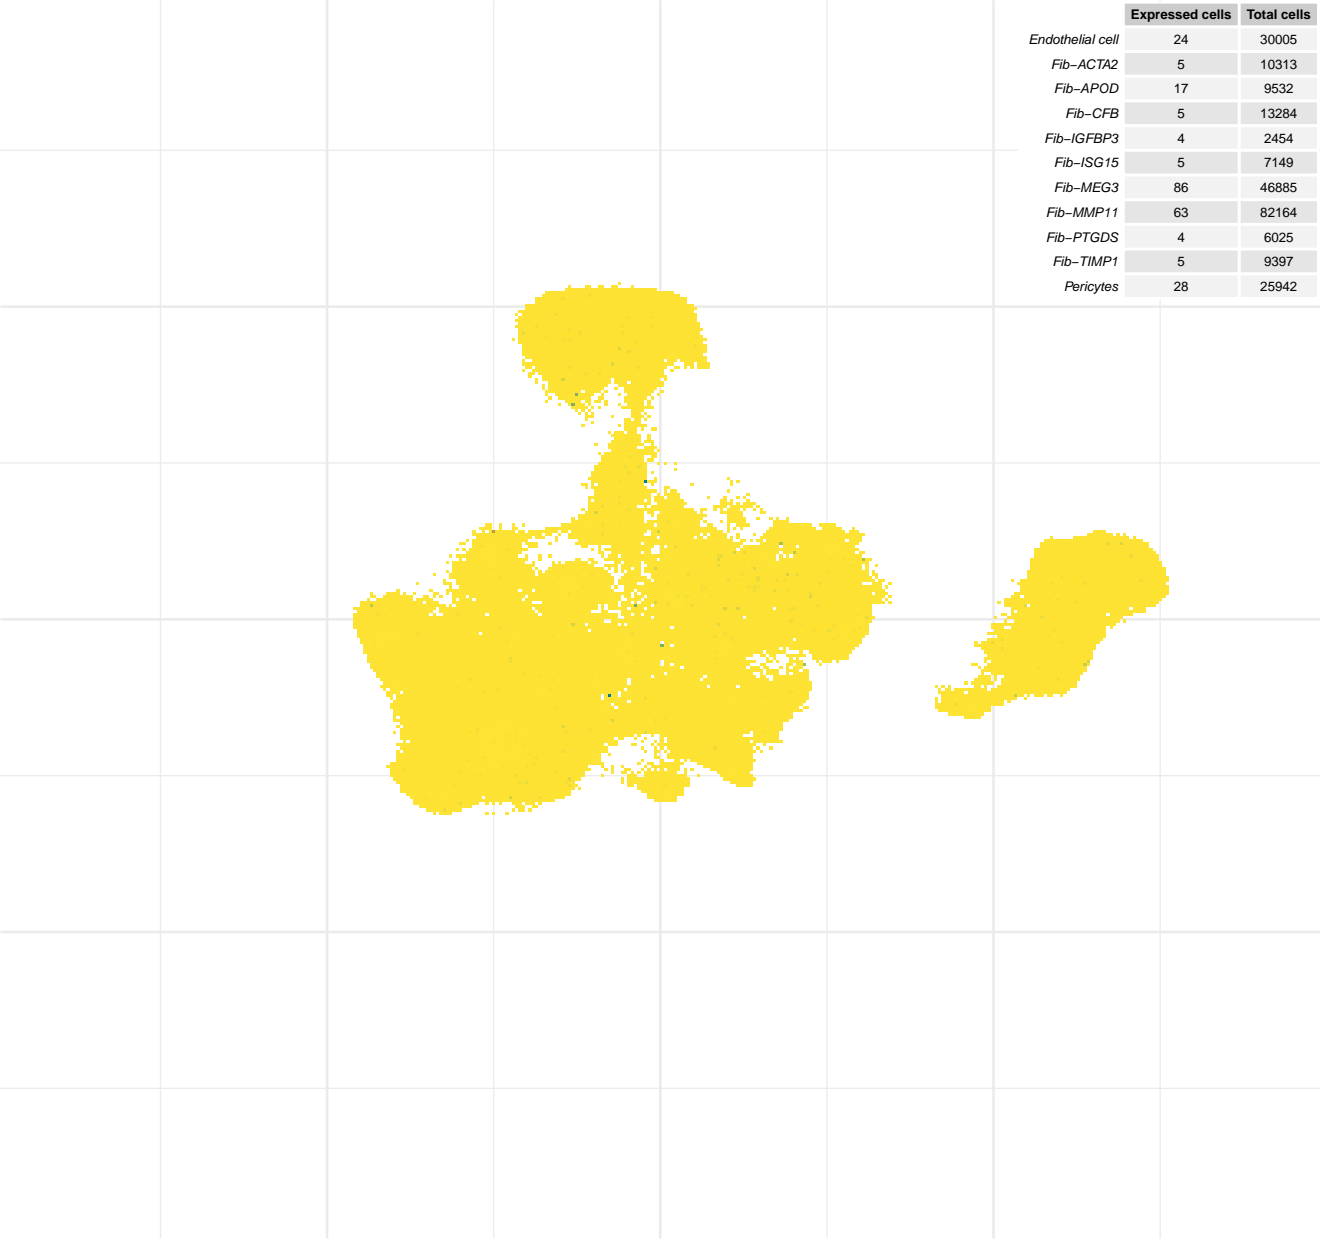 Expressed cells Total cells
Endothelial cell 24 30005
Fib−ACTA2 5 10313
Fib−APOD 17 9532
Fib−CFB 5 13284
Fib−IGFBP3 4 2454
Fib−ISG15 5 7149
Fib−MEG3 86 46885
Fib−MMP11 63 82164
Fib−PTGDS 4 6025
Fib−TIMP1 5 9397
Pericytes 28 25942